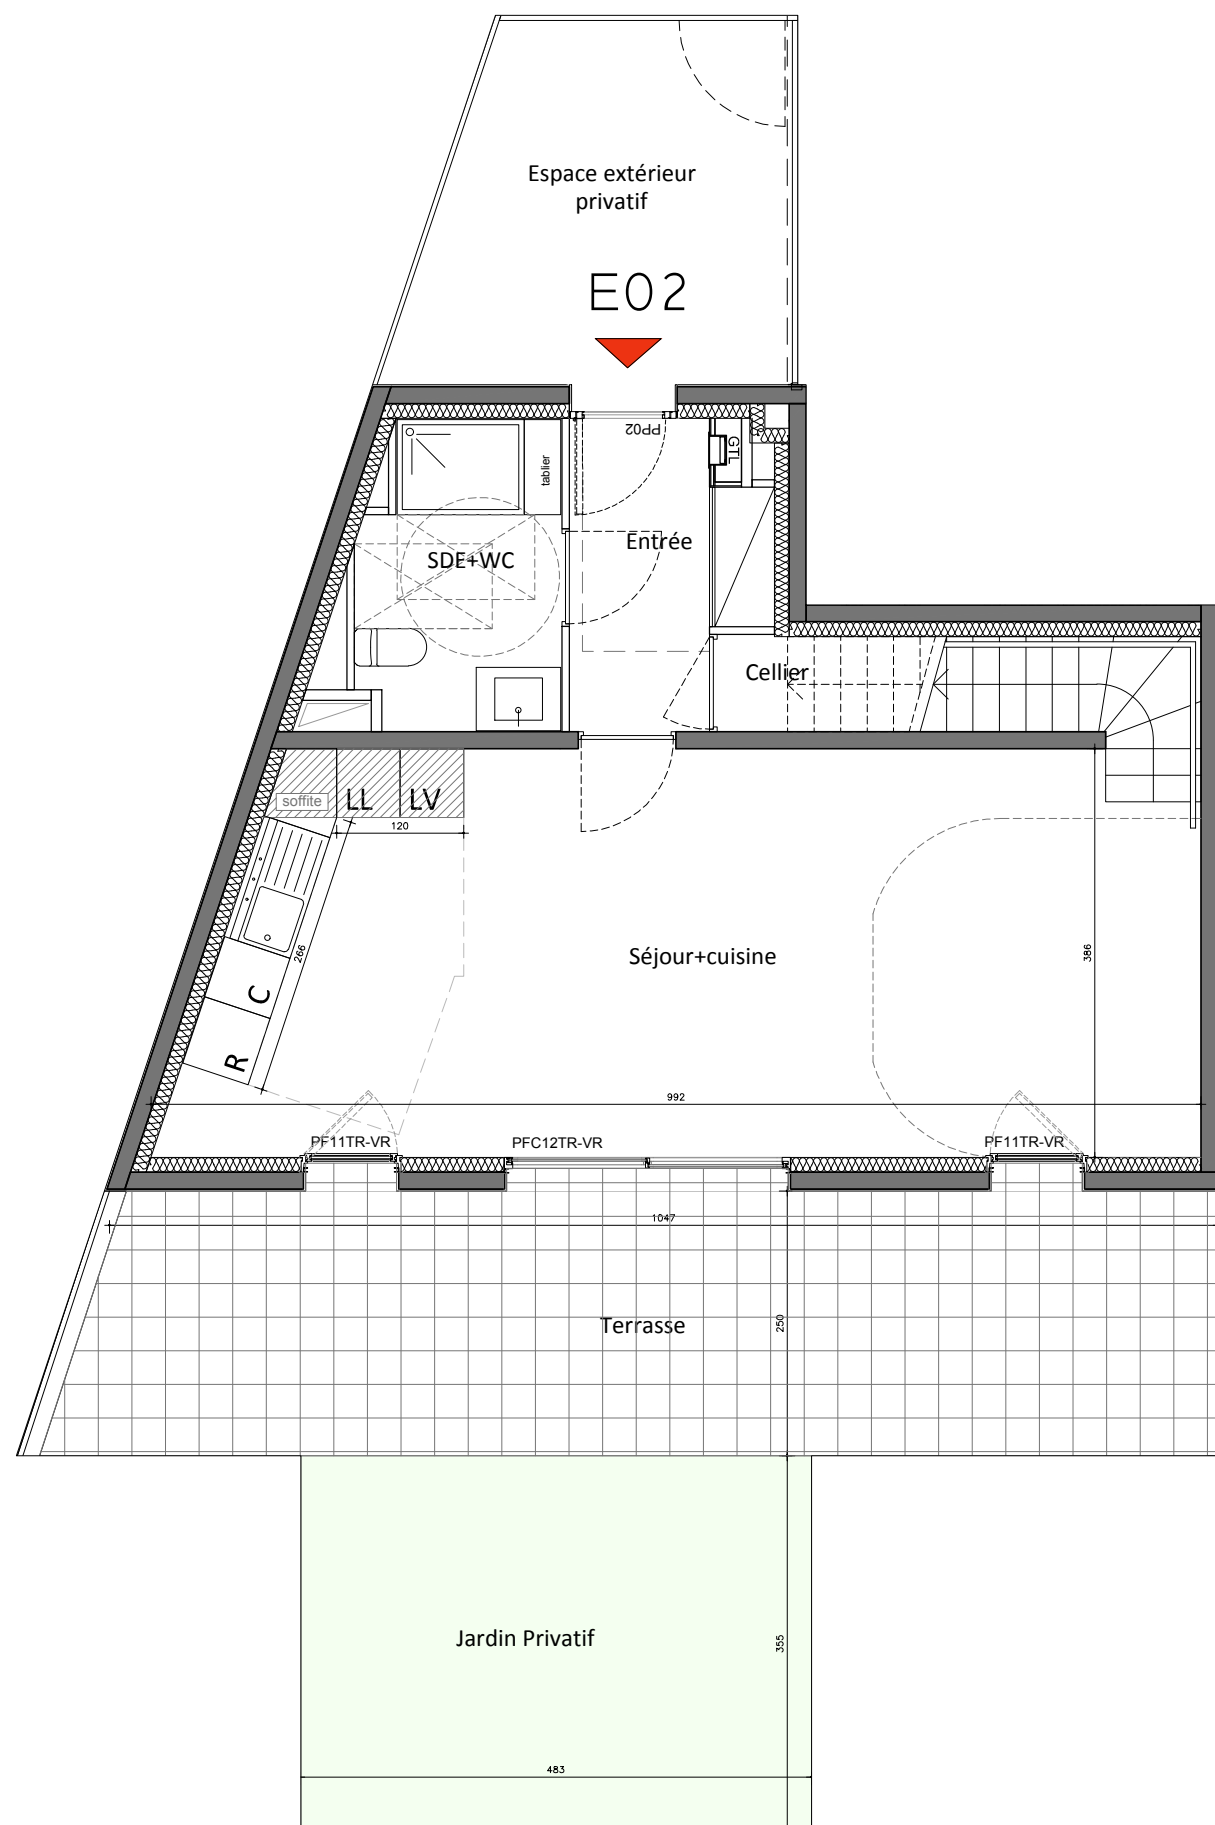 Espace extérieur
privatif
E02
PP02
GTL
tablier
Entrée
SDE+WC
Cellier
soffite
LL
LV
120
266
C
R
Séjour+cuisine
386
992
PF11TR-VR
PFC12TR-VR
PF11TR-VR
1047
Terrasse
250
Jardin Privatif
355
483